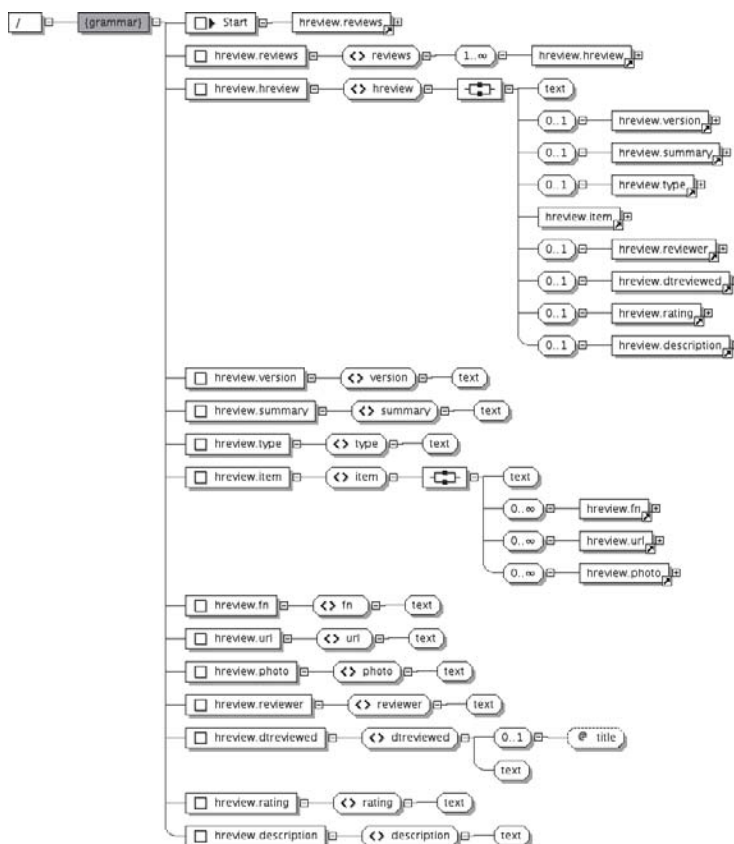 / {grammar} Start hreview.reviews
hreview.reviews <> reviews 1..∞ hreview.hreview
hreview.hreview <> hreview text
0..1 hreview.version
0..1 hreview.summary
0..1 hreview.type
hreview.item
0..1 hreview.reviewer
0..1 hreview.dtreviewed
0..1 hreview.rating
0..1 hreview.description
hreview.version <> version text
hreview.summary <> summary text
hreview.type <> type text
hreview.item <> item text
0..∞ hreview.fn
0..∞ hreview.url
0..∞ hreview.photo
hreview.fn <> fn text
hreview.url <> url text
hreview.photo <> photo text
hreview.reviewer <> reviewer text
hreview.dtreviewed <> dtreviewed 0..1 @ title
text
hreview.rating <> rating text
hreview.description <> description text